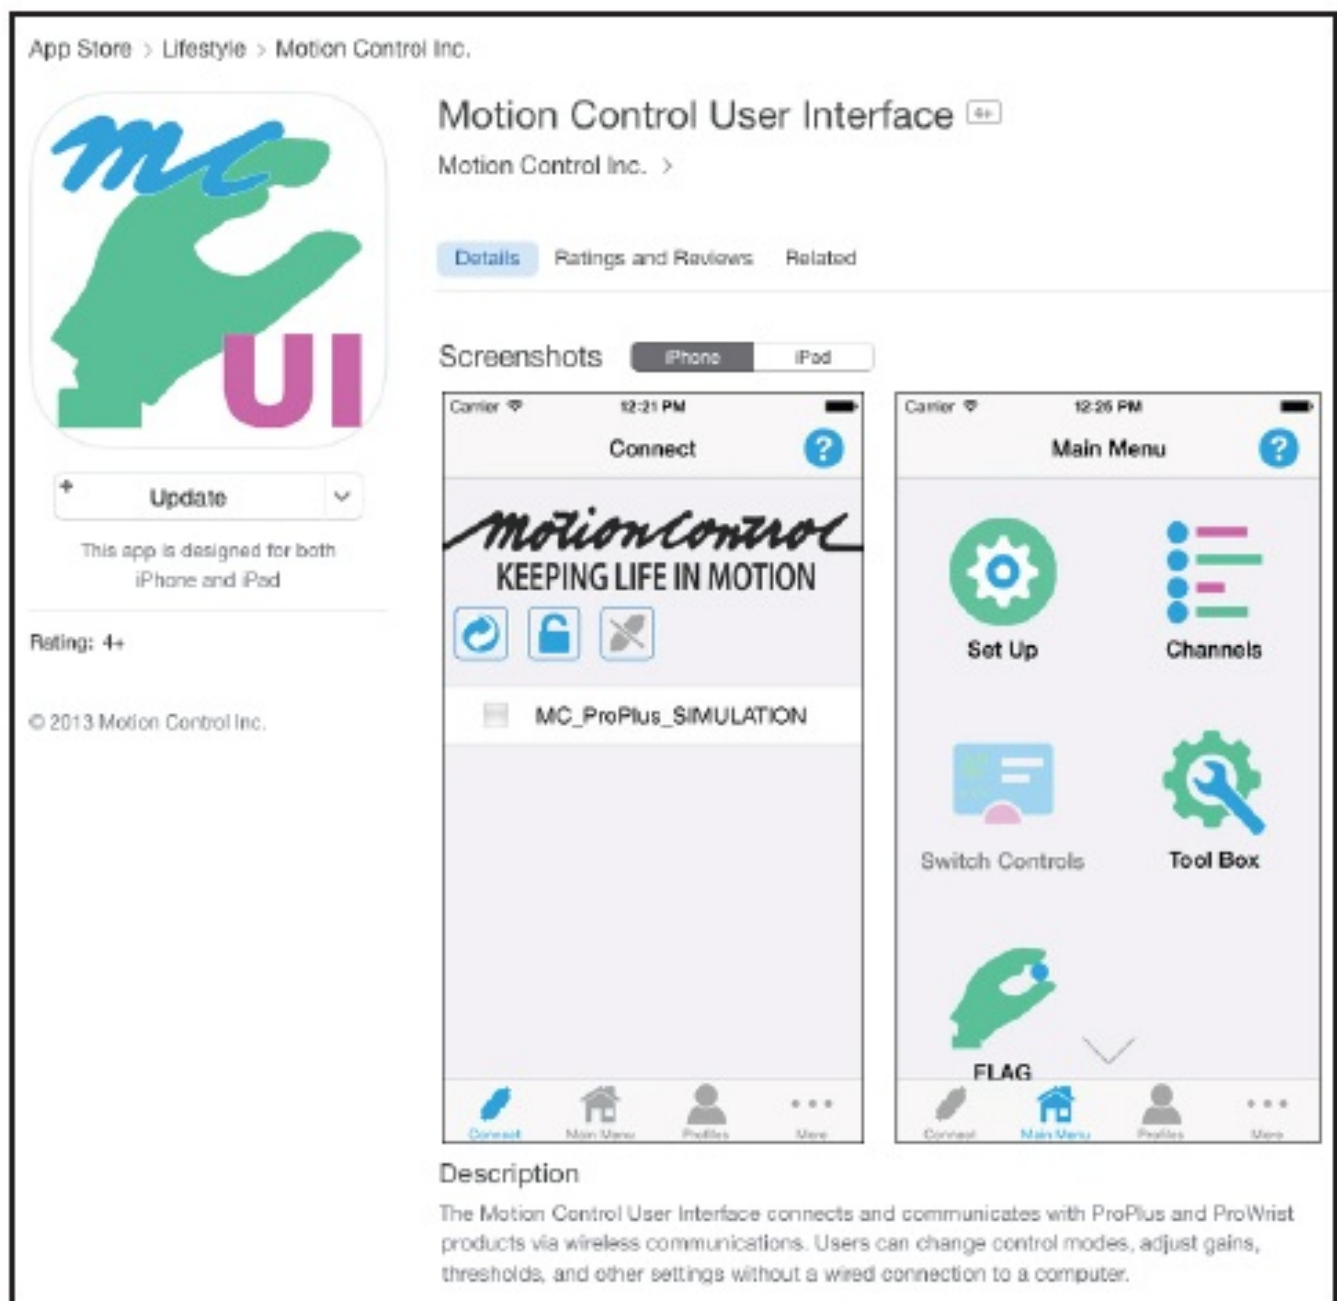 App Store > Lifestyle > Motion Control Inc.
mc
UI
Motion Control User Interface 4+
Motion Control Inc. >
Details Ratings and Reviews Related
Screenshots iPhone iPad
+ Update
This app is designed for both
iPhone and iPad
Rating: 4+
© 2013 Motion Control Inc.
Carrier 12:21 PM
Connect ?
Motion Control
KEEPING LIFE IN MOTION
MC_ProPlus_SIMULATION
Connect Main Menu Profiles More
Carrier 12:25 PM
Main Menu ?
Set Up Channels
Switch Controls Tool Box
FLAG
Connect Main Menu Profiles More
Description
The Motion Control User Interface connects and communicates with ProPlus and ProWrist
products via wireless communications. Users can change control modes, adjust gains,
thresholds, and other settings without a wired connection to a computer.